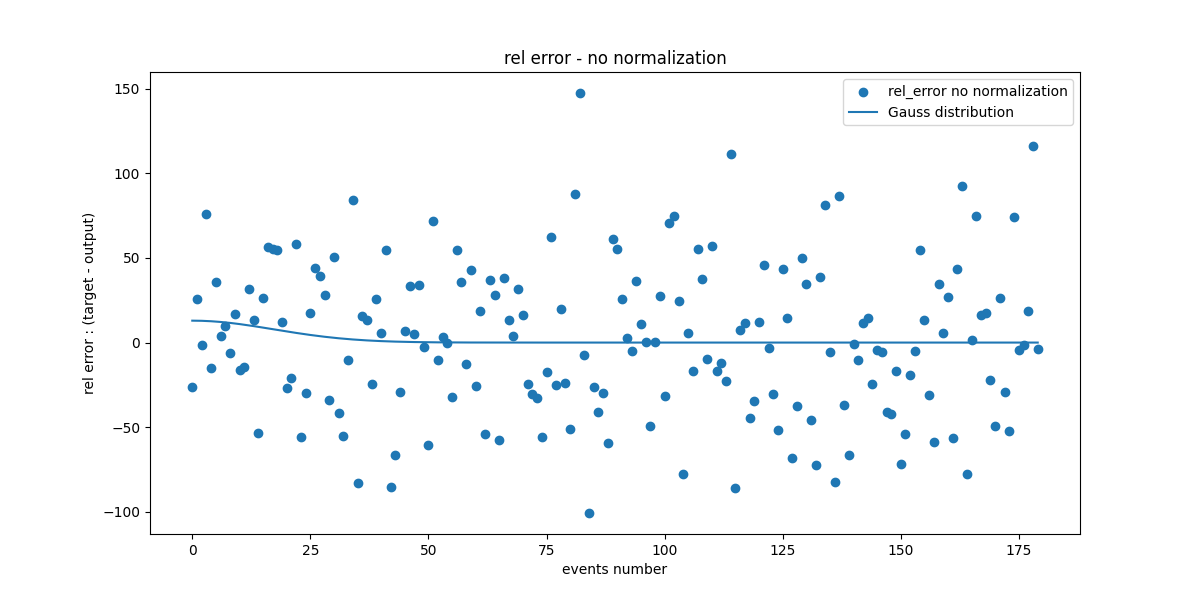 rel error - no normalization
rel_error no normalization
Gauss distribution
150
100
50
0
−50
−100
rel error : (target - output)
0
25
50
75
100
125
150
175
events number